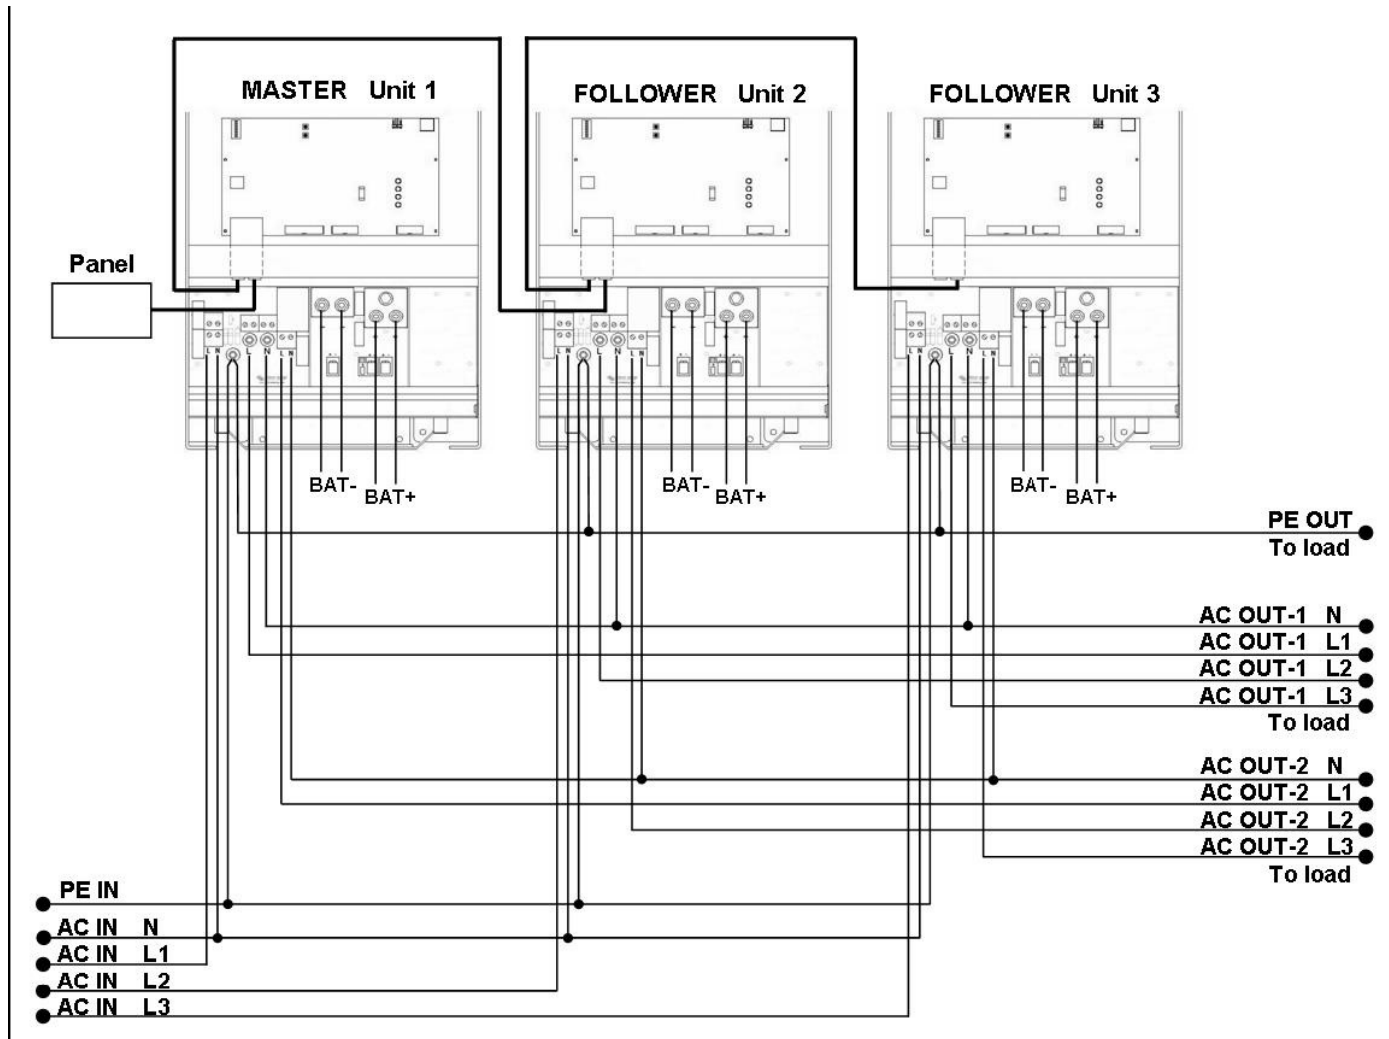 MASTER Unit 1
FOLLOWER Unit 2
FOLLOWER Unit 3
Panel
L N L N L N
L N L N L N
L N L N L N
BAT- BAT+
BAT- BAT+
BAT- BAT+
PE OUT
To load
AC OUT-1 N
AC OUT-1 L1
AC OUT-1 L2
AC OUT-1 L3
To load
AC OUT-2 N
AC OUT-2 L1
AC OUT-2 L2
AC OUT-2 L3
To load
PE IN
AC IN N
AC IN L1
AC IN L2
AC IN L3